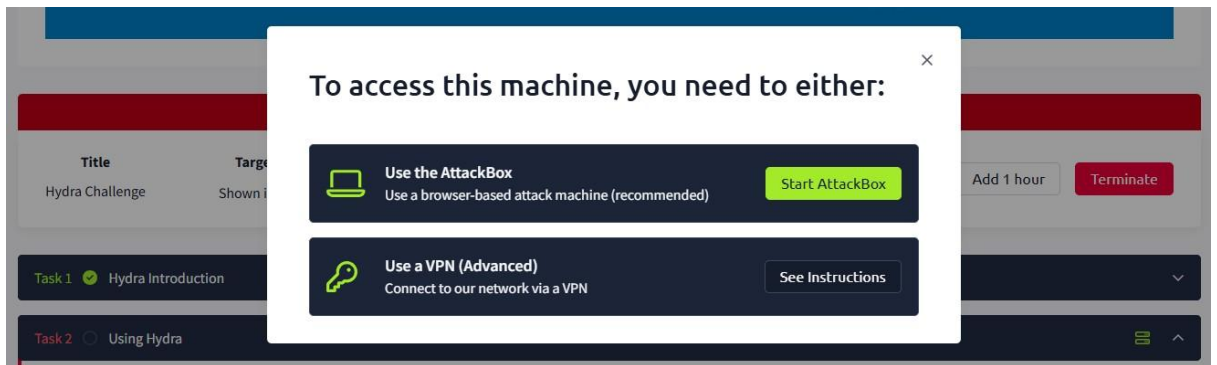 To access this machine, you need to either:
Use the AttackBox
Use a browser-based attack machine (recommended)
Start AttackBox
Title
Targe
Hydra Challenge
Shown i
Add 1 hour
Terminate
Use a VPN (Advanced)
Connect to our network via a VPN
See Instructions
Task 1 Hydra Introduction
Task 2 Using Hydra